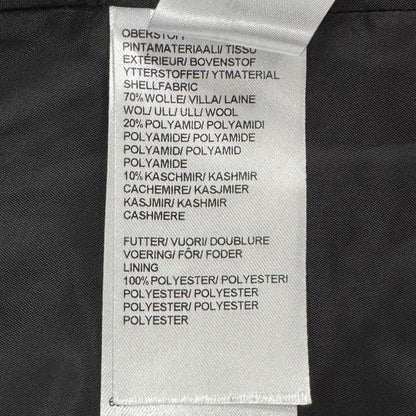 OBERSTOFF
PINTAMATERIAALI/ TISSU
EXTÉRIEUR/ BOVENSTOF
YTTERSTOFFET/ YTMATERIAL
SHELLFABRIC
70% WOLLE/ VILLA/ LAINE
WOL/ ULL/ ULL/ WOOL
20% POLYAMID/ POLYAMIDI
POLYAMIDE/ POLYAMIDE
POLYAMID/ POLYAMID
POLYAMIDE
10% KASCHMIR/ KASHMIR
CACHEMIRE/ KASJMIER
KASJMIR/ KASHMIR
CASHMERE
FUTTER/ VUORI/ DOUBLURE
VOERING/ FÔR/ FODER
LINING
100% POLYESTER/ POLYESTERI
POLYESTER/ POLYESTER
POLYESTER/ POLYESTER
POLYESTER